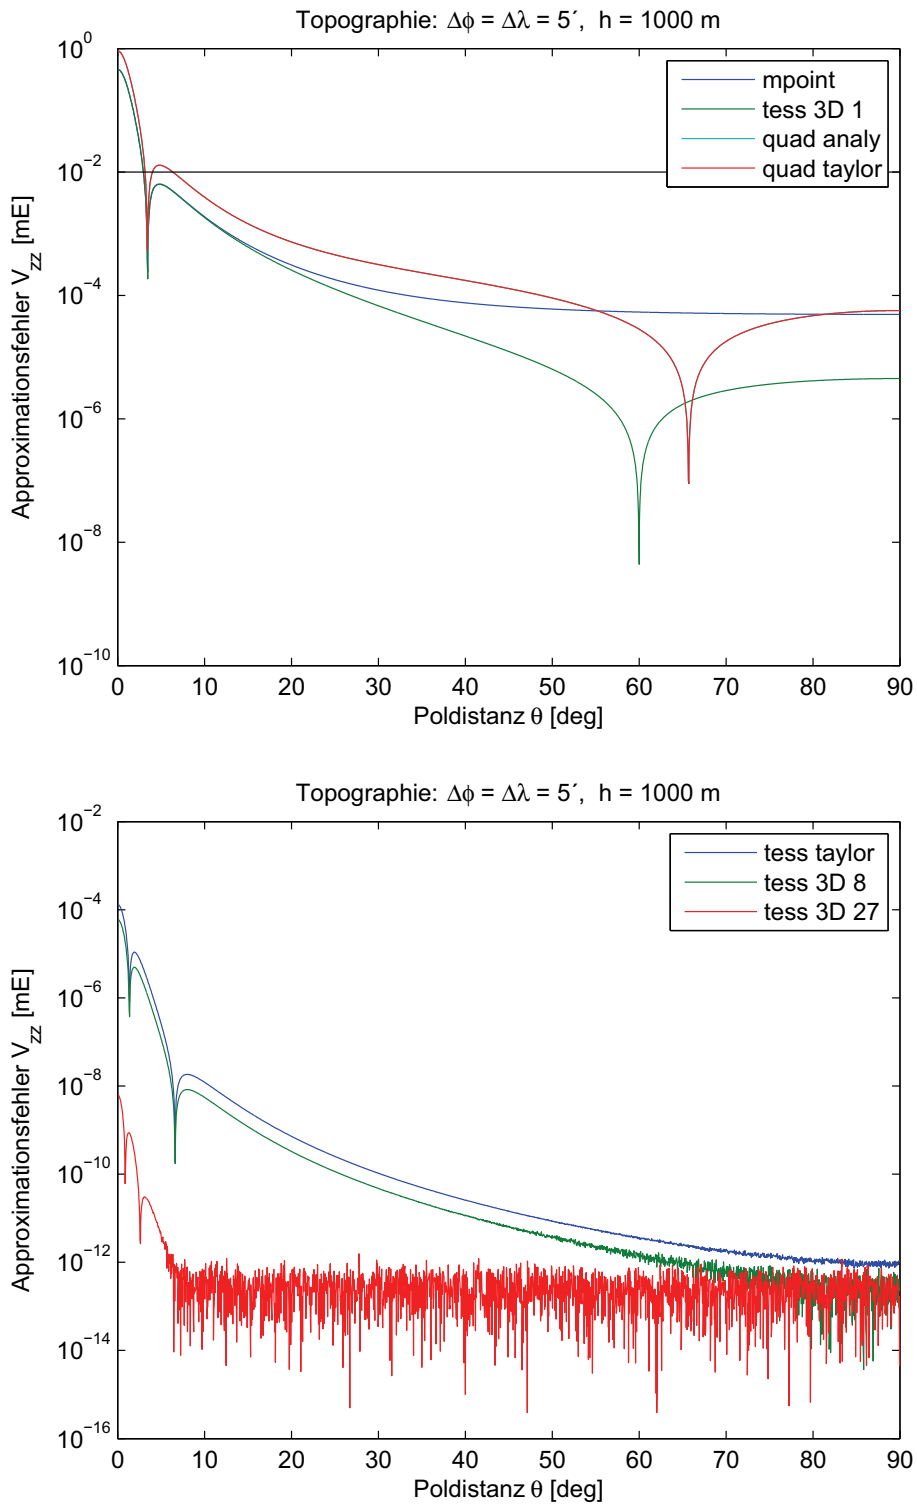 Topographie: Δϕ = Δλ = 5´, h = 1000 m
10⁰
10⁻²
10⁻⁴
10⁻⁶
10⁻⁸
10⁻¹⁰
Approximationsfehler V_zz [mE]
mpoint
tess 3D 1
quad analy
quad taylor
0 10 20 30 40 50 60 70 80 90
Poldistanz θ [deg]
Topographie: Δϕ = Δλ = 5´, h = 1000 m
10⁻²
10⁻⁴
10⁻⁶
10⁻⁸
10⁻¹⁰
10⁻¹²
10⁻¹⁴
10⁻¹⁶
Approximationsfehler V_zz [mE]
tess taylor
tess 3D 8
tess 3D 27
0 10 20 30 40 50 60 70 80 90
Poldistanz θ [deg]